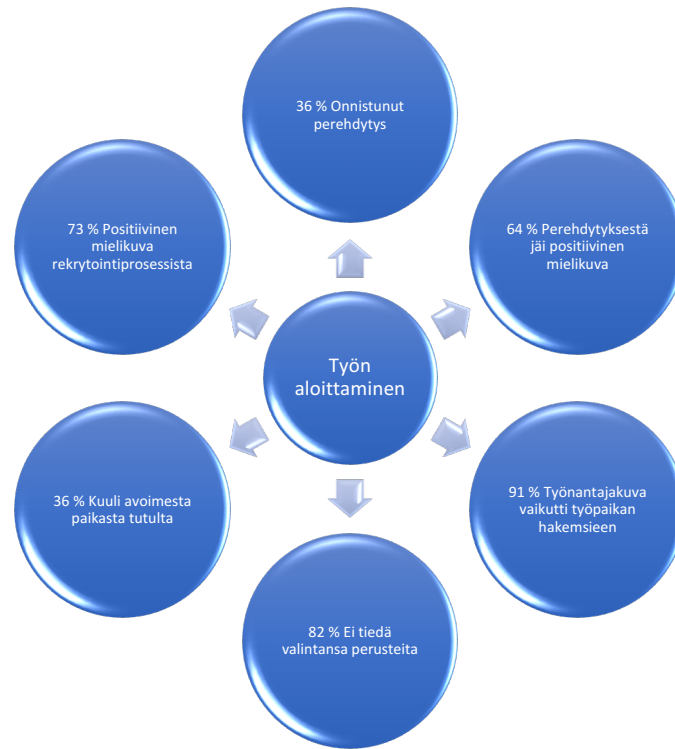 36 % Onnistunut
perehdytys
73 % Positiivinen
mielikuva
rekrytointiprosessista
64 % Perehdytyksestä
jäi positiivinen
mielikuva
Työn
aloittaminen
36 % Kuuli avoimesta
paikasta tutulta
91 % Työnantajakuva
vaikutti työpaikan
hakemsieen
82 % Ei tiedä
valintansa perusteita